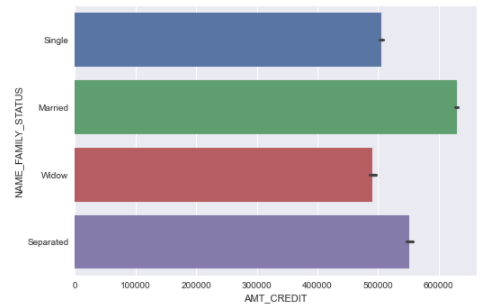 Single
Married
Widow
Separated
NAME_FAMILY_STATUS
0
100000
200000
300000
400000
500000
600000
AMT_CREDIT